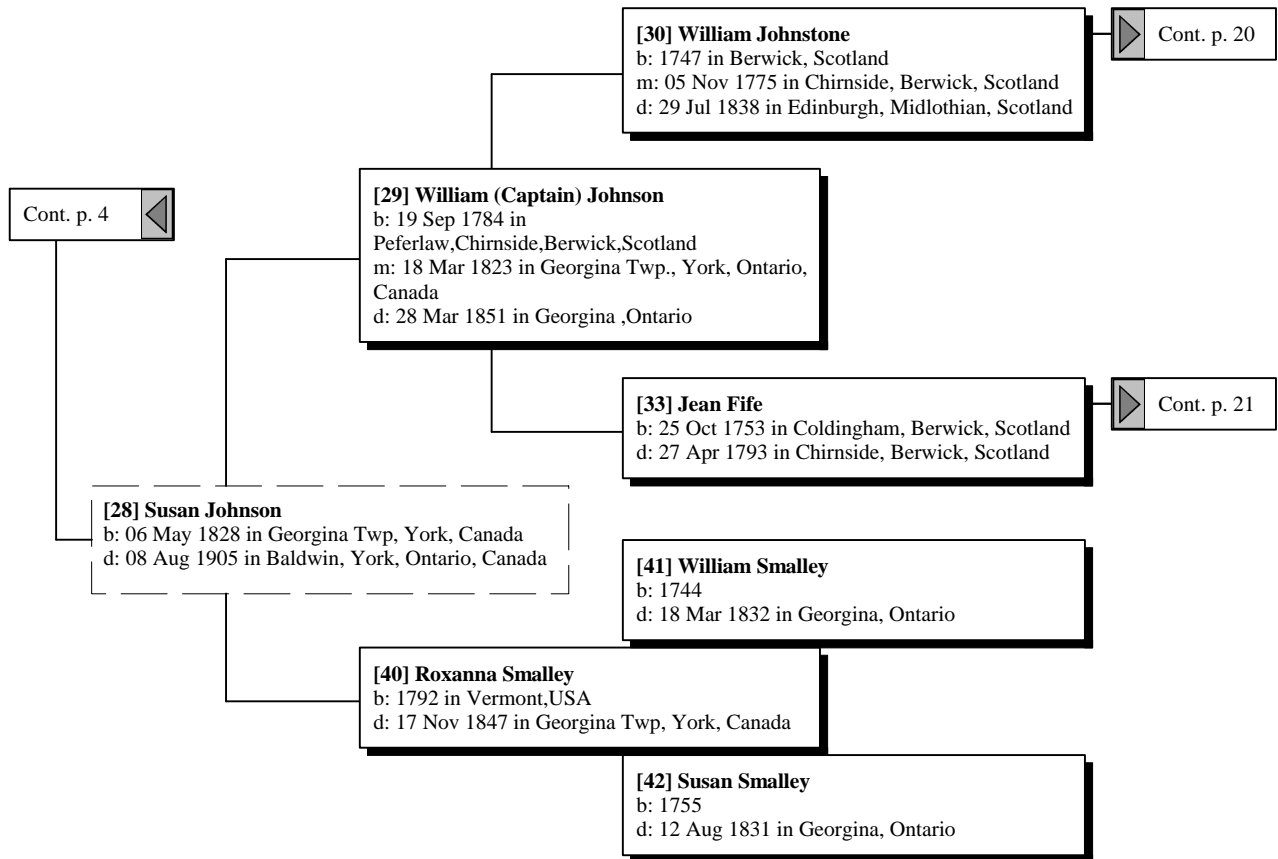 [30] William Johnstone
b: 1747 in Berwick, Scotland
m: 05 Nov 1775 in Chirnside, Berwick, Scotland
d: 29 Jul 1838 in Edinburgh, Midlothian, Scotland
Cont. p. 20
[29] William (Captain) Johnson
b: 19 Sep 1784 in
Peferlaw,Chirnside,Berwick,Scotland
m: 18 Mar 1823 in Georgina Twp., York, Ontario,
Canada
d: 28 Mar 1851 in Georgina ,Ontario
Cont. p. 4
[33] Jean Fife
b: 25 Oct 1753 in Coldingham, Berwick, Scotland
d: 27 Apr 1793 in Chirnside, Berwick, Scotland
Cont. p. 21
[28] Susan Johnson
b: 06 May 1828 in Georgina Twp, York, Canada
d: 08 Aug 1905 in Baldwin, York, Ontario, Canada
[41] William Smalley
b: 1744
d: 18 Mar 1832 in Georgina, Ontario
[40] Roxanna Smalley
b: 1792 in Vermont,USA
d: 17 Nov 1847 in Georgina Twp, York, Canada
[42] Susan Smalley
b: 1755
d: 12 Aug 1831 in Georgina, Ontario